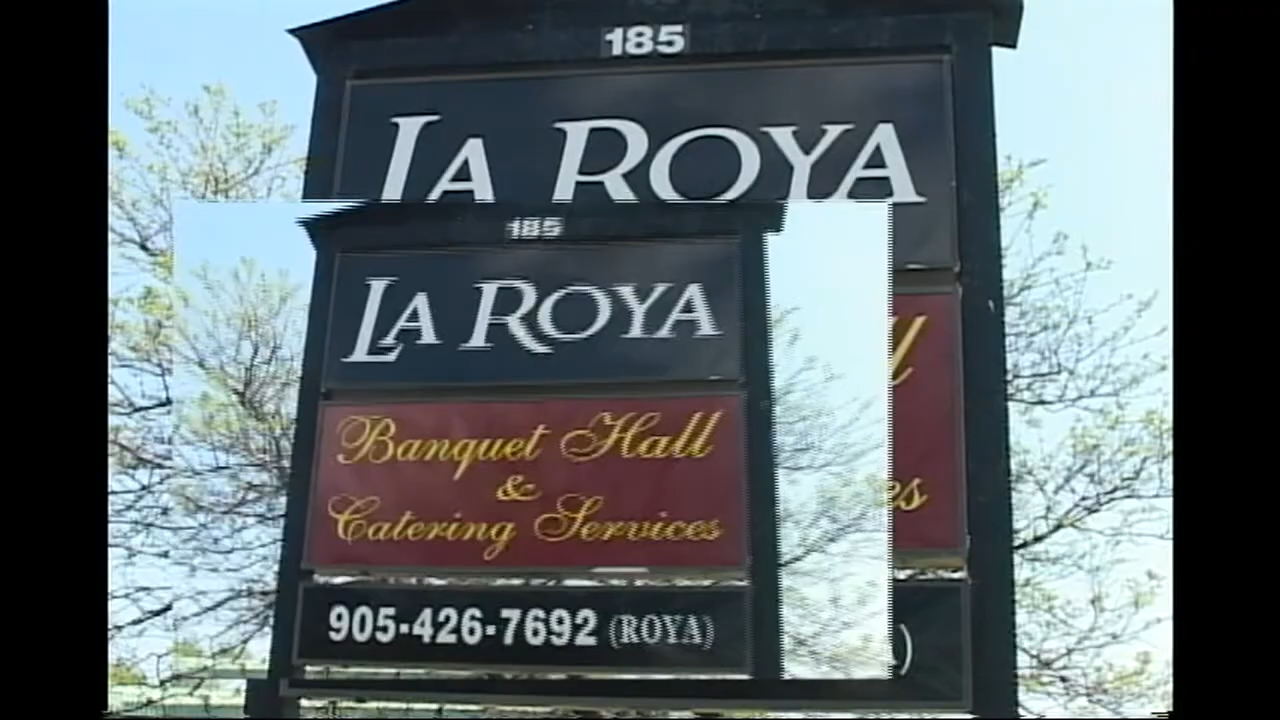 185
LA ROYA
185
LA ROYA
Banquet Hall
&
Catering Services
905-426-7692 (ROYA)